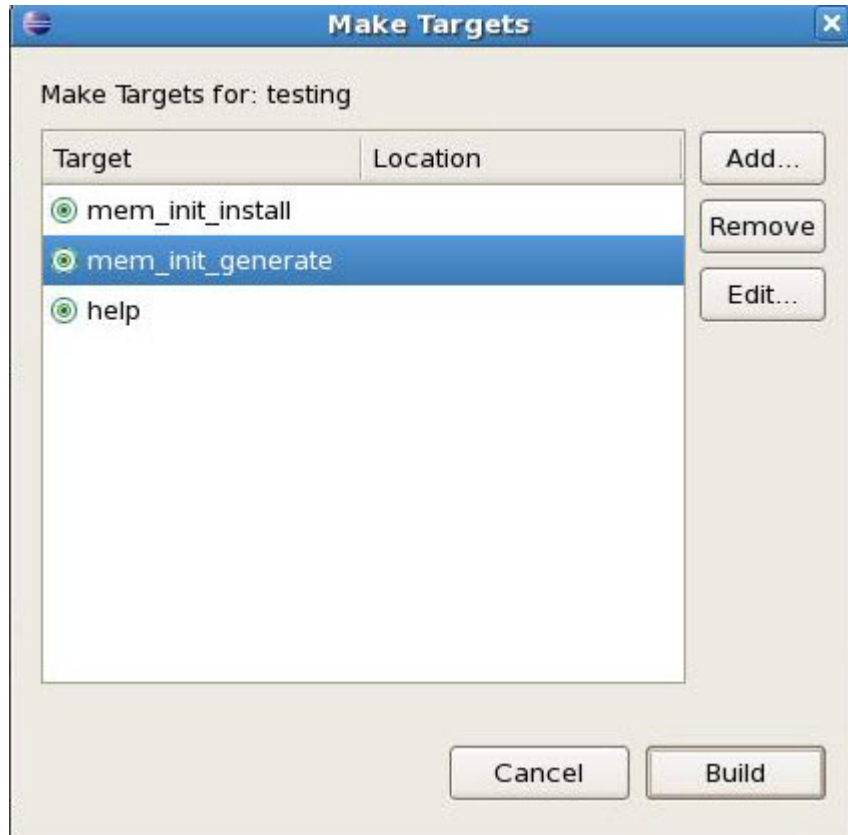 Make Targets
Make Targets for: testing
Target Location
Add...
mem_init_install
Remove
mem_init_generate
Edit...
help
Cancel Build